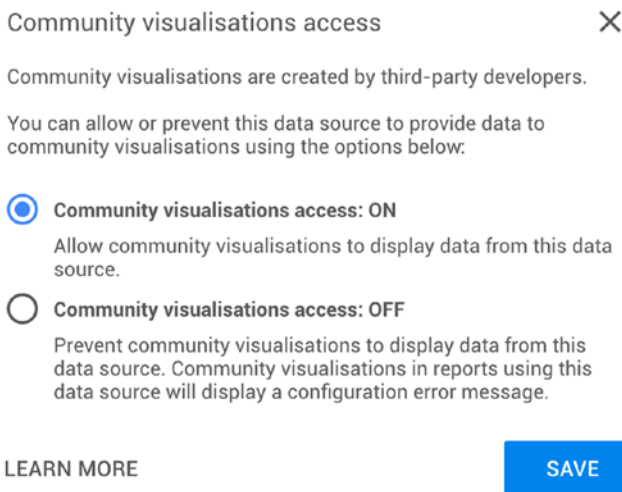 Community visualisations access
Community visualisations are created by third-party developers.
You can allow or prevent this data source to provide data to
community visualisations using the options below:
Community visualisations access: ON
Allow community visualisations to display data from this data
source.
Community visualisations access: OFF
Prevent community visualisations to display data from this
data source. Community visualisations in reports using this
data source will display a configuration error message.
LEARN MORE
SAVE